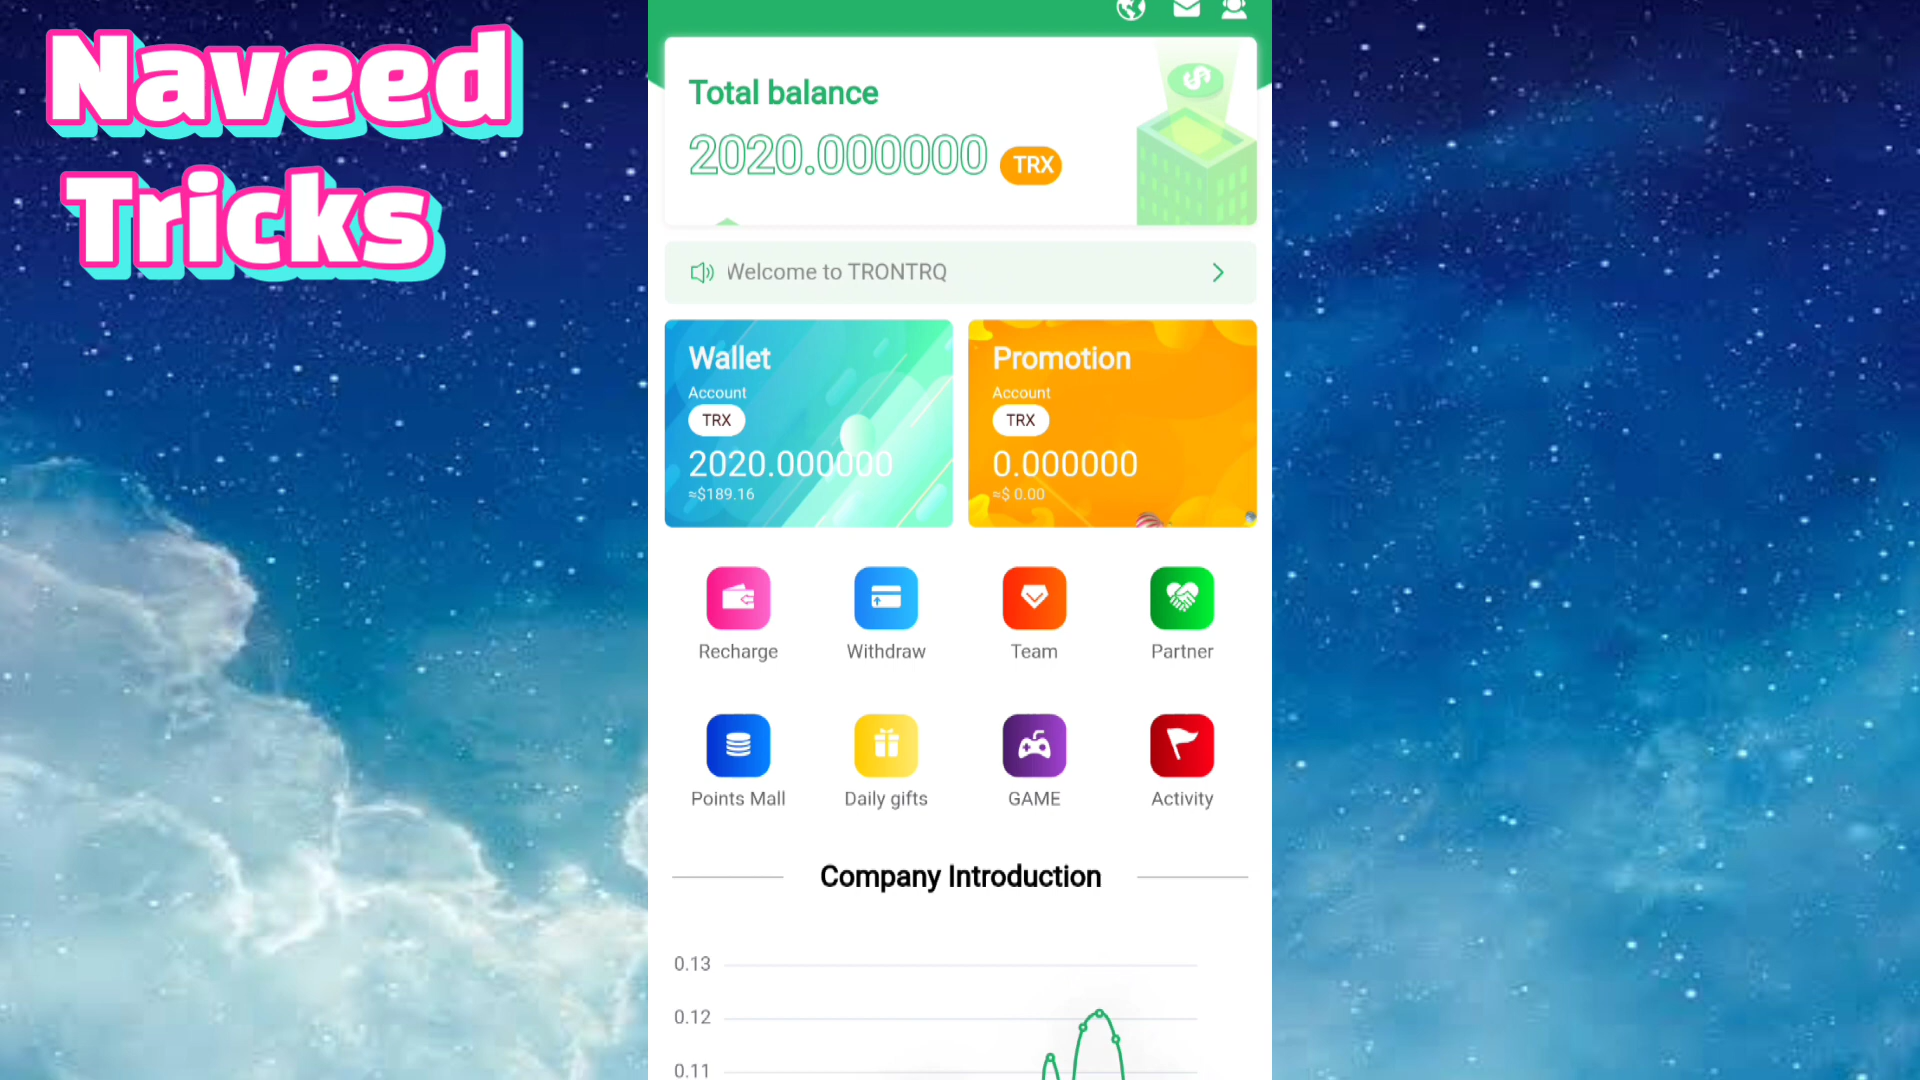 Naveed
Tricks
Total balance
2020.000000 TRX
Welcome to TRONTRQ
Wallet
Account
TRX
2020.000000
≈$189.16
Promotion
Account
TRX
0.000000
≈$ 0.00
Recharge
Withdraw
Team
Partner
Points Mall
Daily gifts
GAME
Activity
Company Introduction
0.13
0.12
0.11